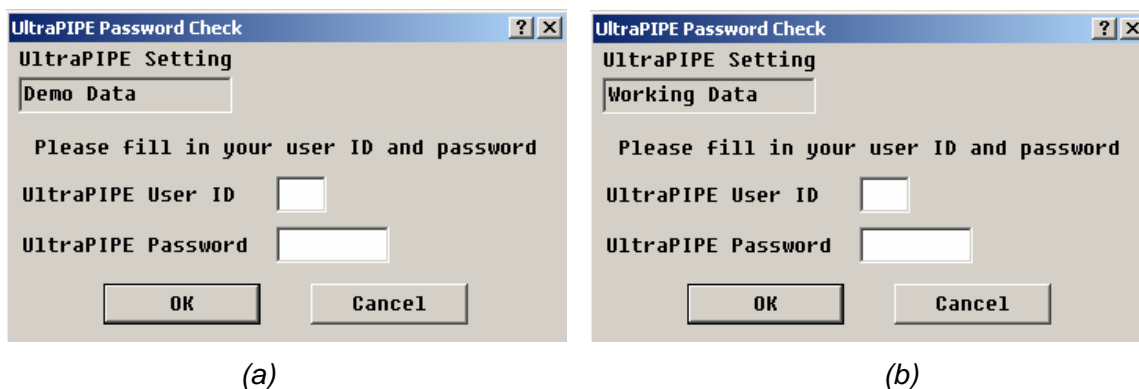 UltraPIPE Password Check
UltraPIPE Setting
Demo Data
Please fill in your user ID and password
UltraPIPE User ID
UltraPIPE Password
OK Cancel
(a)
UltraPIPE Password Check
UltraPIPE Setting
Working Data
Please fill in your user ID and password
UltraPIPE User ID
UltraPIPE Password
OK Cancel
(b)